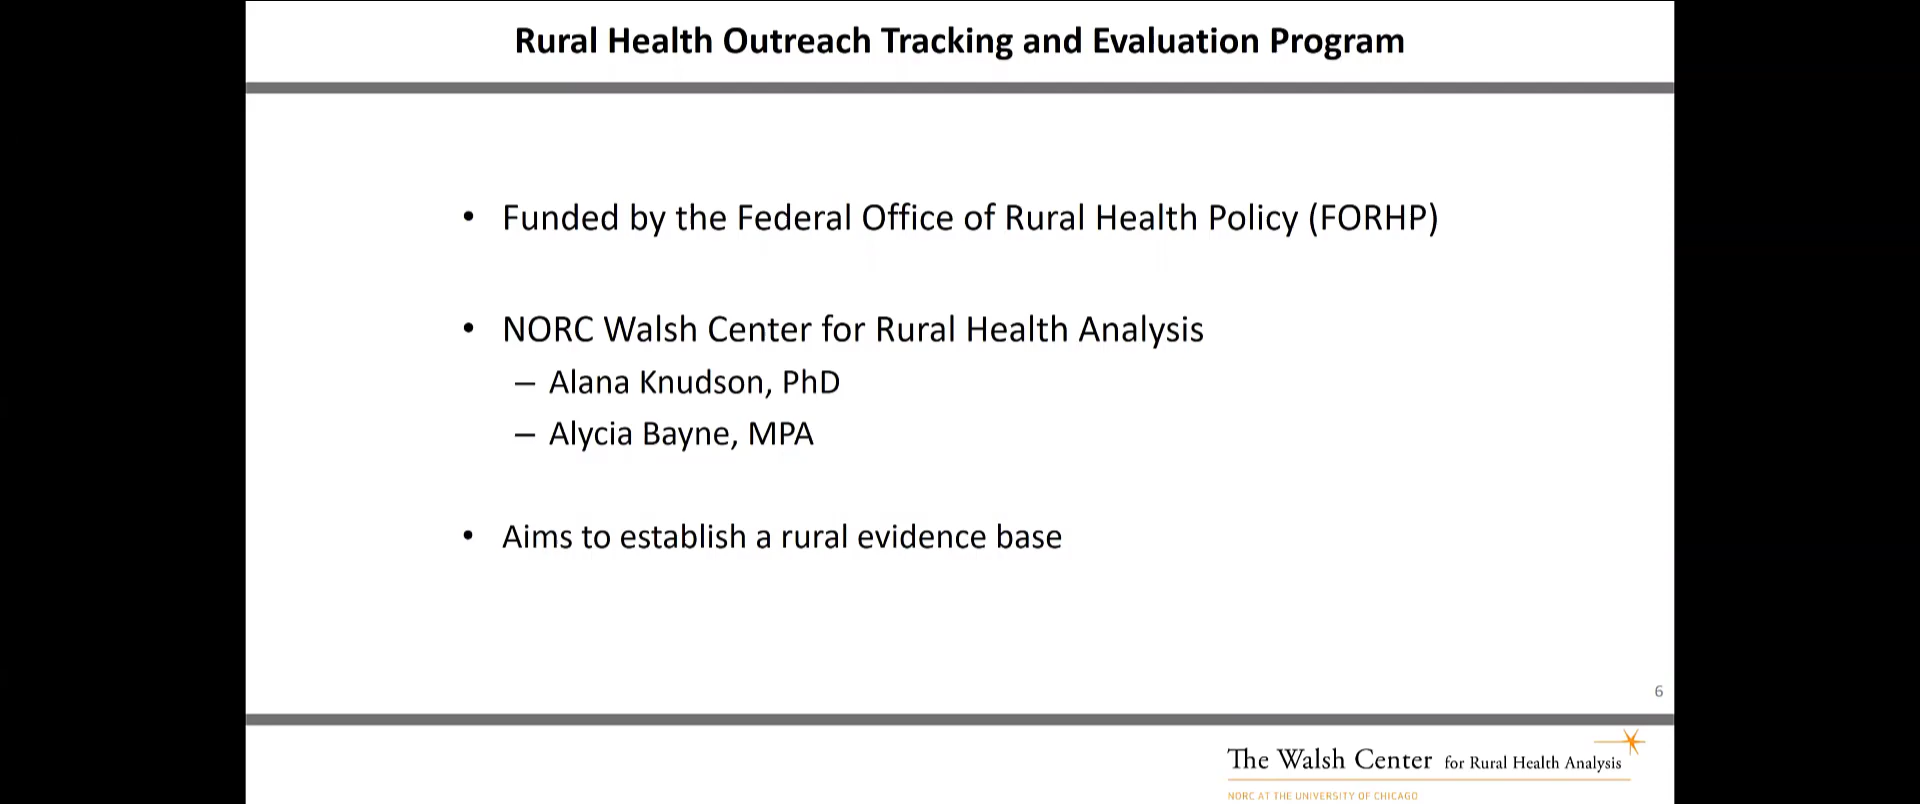 Rural Health Outreach Tracking and Evaluation Program
• Funded by the Federal Office of Rural Health Policy (FORHP)
• NORC Walsh Center for Rural Health Analysis
– Alana Knudson, PhD
– Alycia Bayne, MPA
• Aims to establish a rural evidence base
6
The Walsh Center for Rural Health Analysis
NORC AT THE UNIVERSITY OF CHICAGO